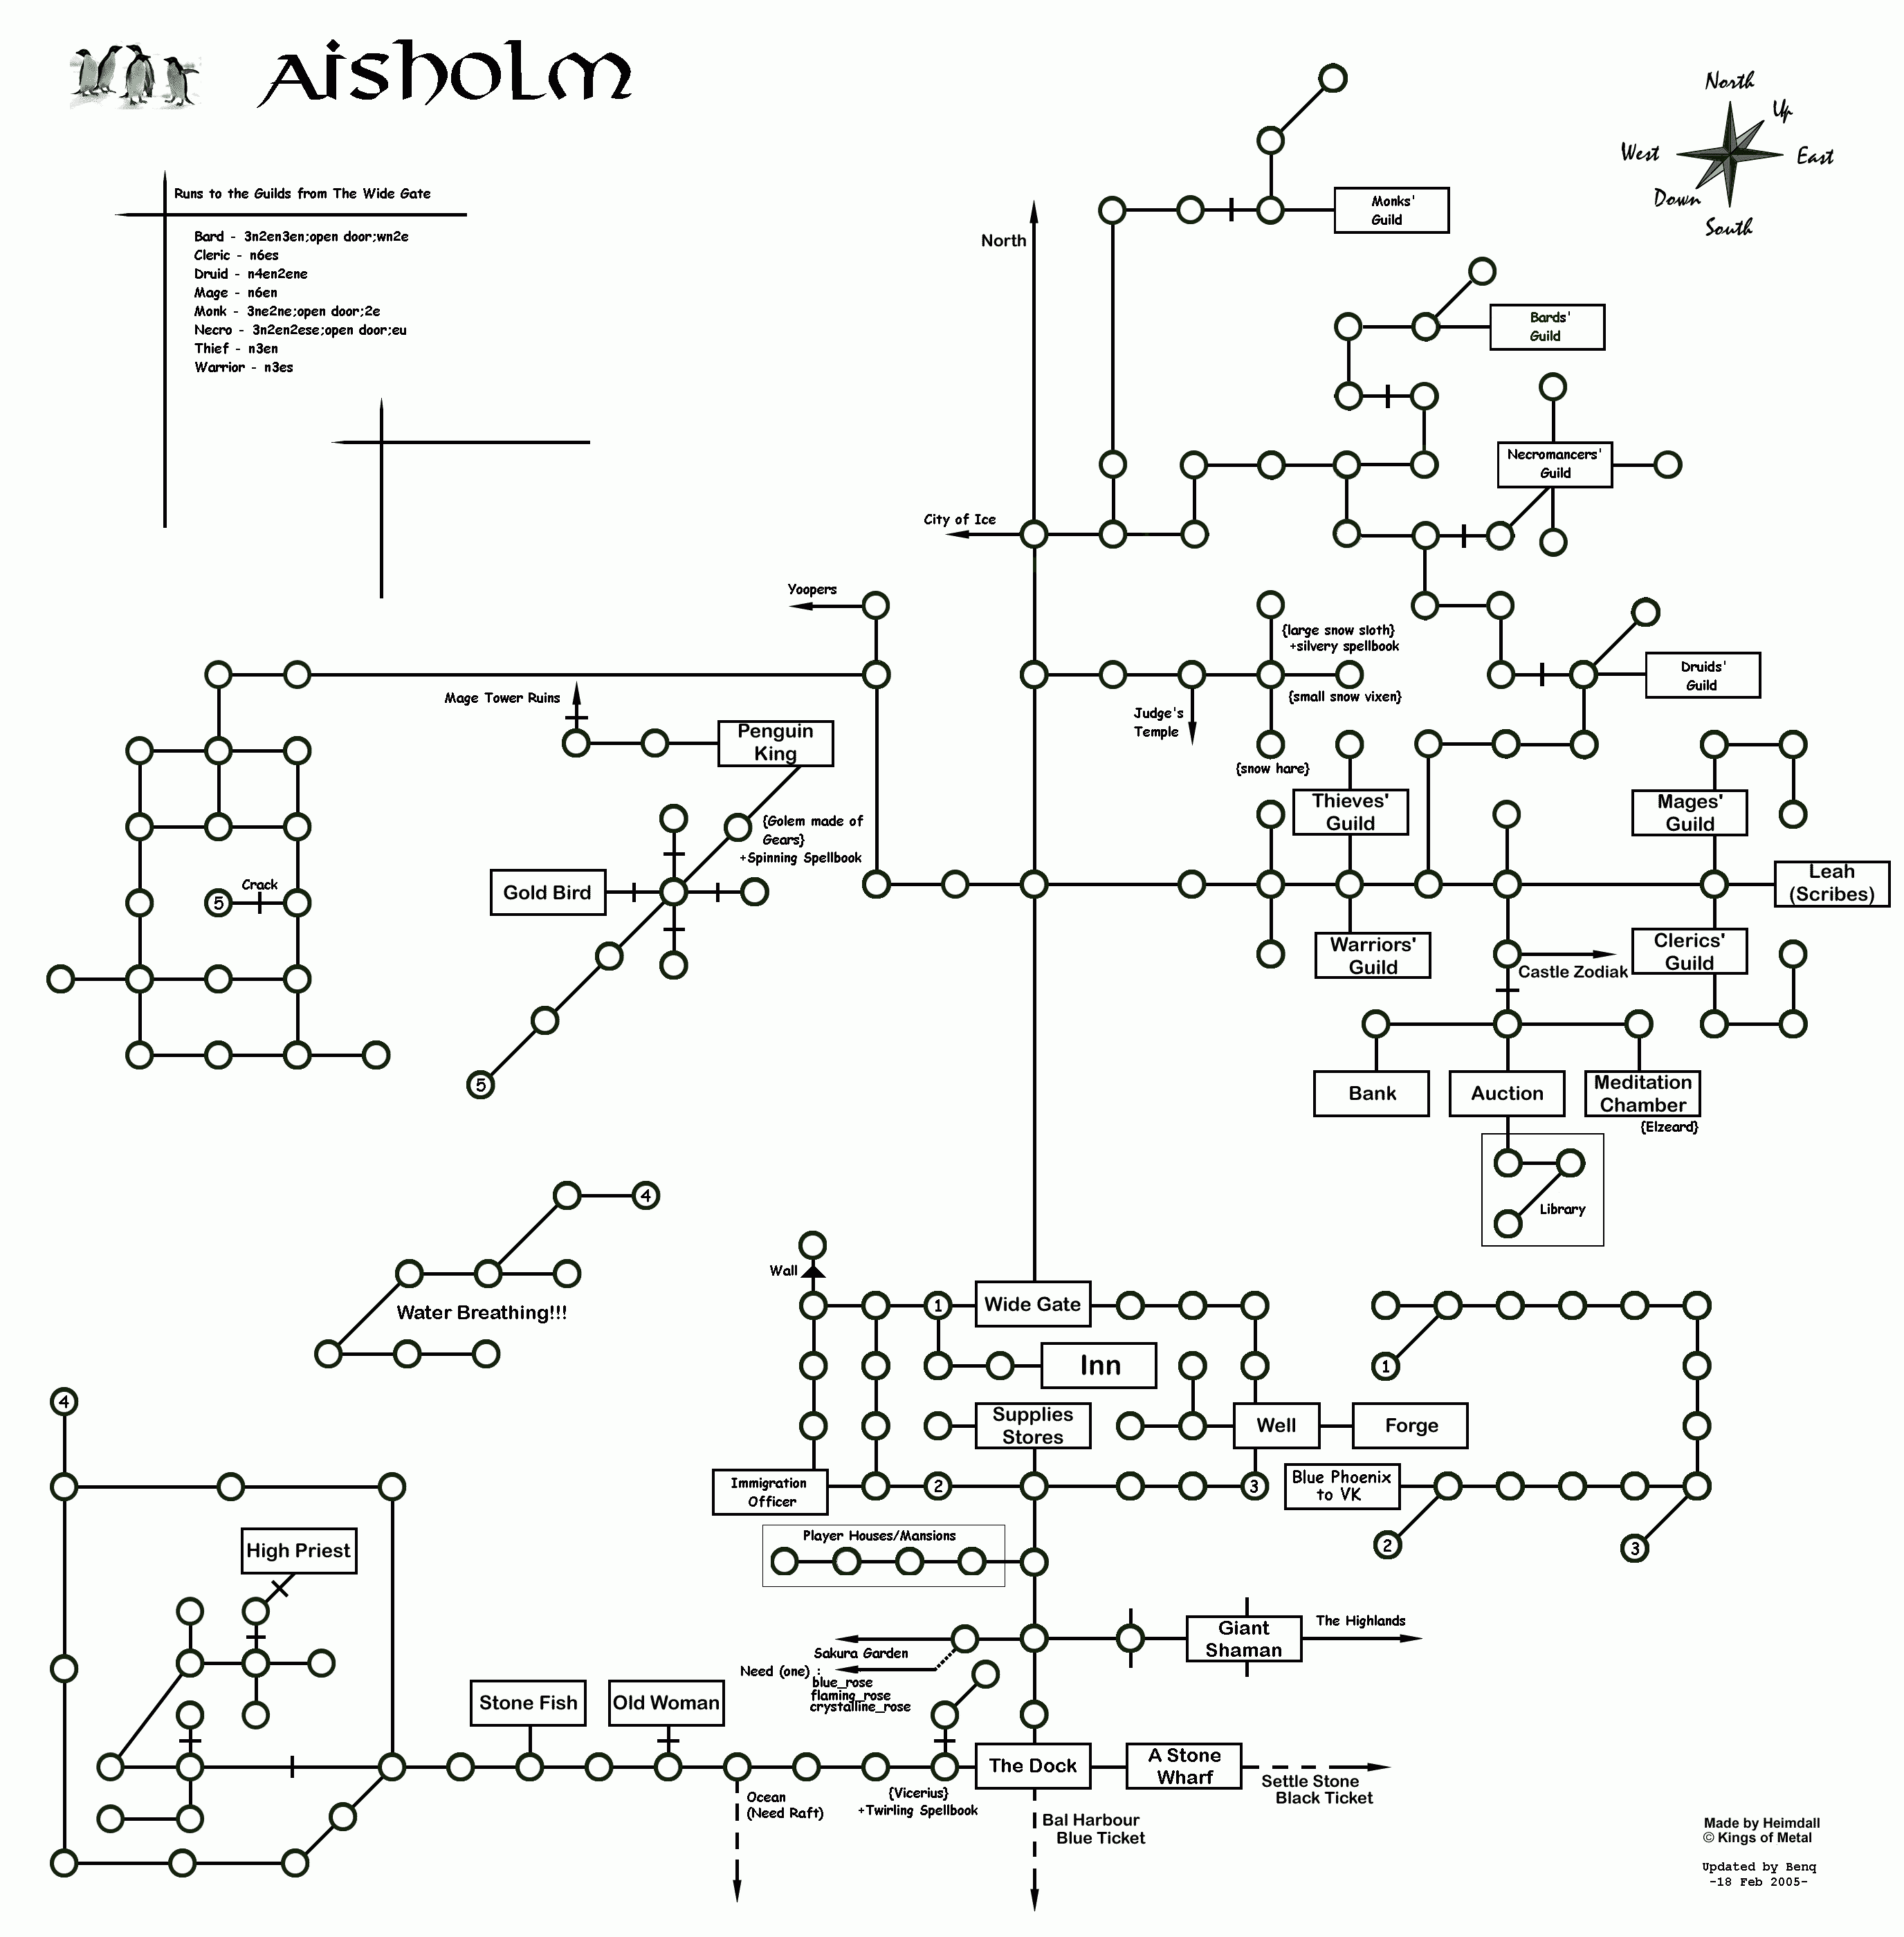 Aisholm
North
Up
West
East
Down
South
Runs to the Guilds from The Wide Gate
Bard - 3n2en3en;open door;wn2e
Cleric - n6es
Druid - n4en2ene
Mage - n6en
Monk - 3ne2ne;open door;2e
Necro - 3n2en2ese;open door;eu
Thief - n3en
Warrior - n3es
Monks'
Guild
North
Bards'
Guild
Necromancers'
Guild
City of Ice
Yoopers
{large snow sloth}
+silvery spellbook
{small snow vixen}
Judge's
Temple
{snow hare}
Druids'
Guild
Mage Tower Ruins
Penguin
King
{Golem made of
Gears}
+Spinning Spellbook
Gold Bird
Crack
5
5
Thieves'
Guild
Mages'
Guild
Leah
(Scribes)
Warriors'
Guild
Clerics'
Guild
Castle Zodiak
Bank
Auction
Meditation
Chamber
{Elzeard}
Library
4
Water Breathing!!!
Wall
1
Wide Gate
Inn
1
Supplies
Stores
Well
Forge
Immigration
Officer
2
3
Blue Phoenix
to VK
2
3
Player Houses/Mansions
4
High Priest
Sakura Garden
Need (one) :
blue_rose
flaming_rose
crystalline_rose
Giant
Shaman
The Highlands
Stone Fish
Old Woman
The Dock
A Stone
Wharf
Settle Stone
Black Ticket
Ocean
(Need Raft)
{Vicerius}
+Twirling Spellbook
Bal Harbour
Blue Ticket
Made by Heimdall
© Kings of Metal
Updated by Benq
-18 Feb 2005-